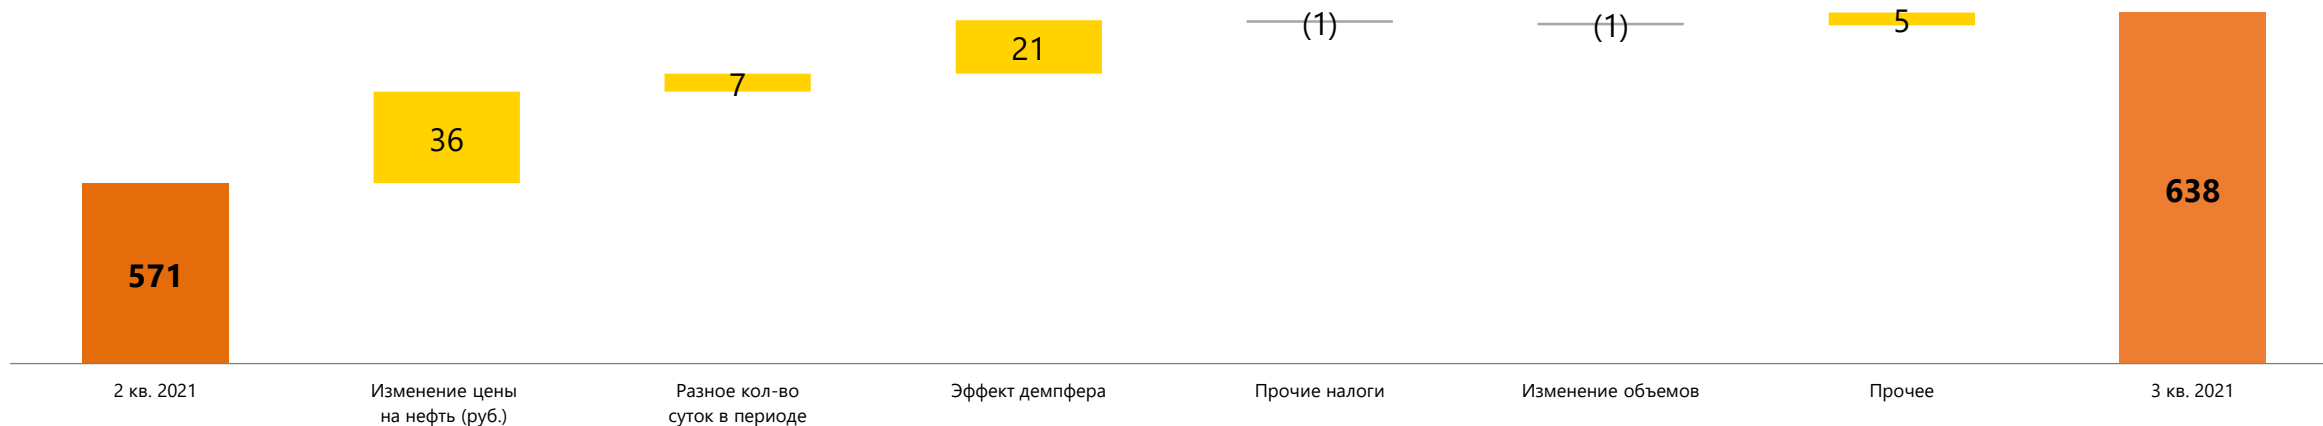 571
36
7
21
(1)
(1)
5
638
2 кв. 2021
Изменение цены
на нефть (руб.)
Разное кол-во
суток в периоде
Эффект демпфера
Прочие налоги
Изменение объемов
Прочее
3 кв. 2021